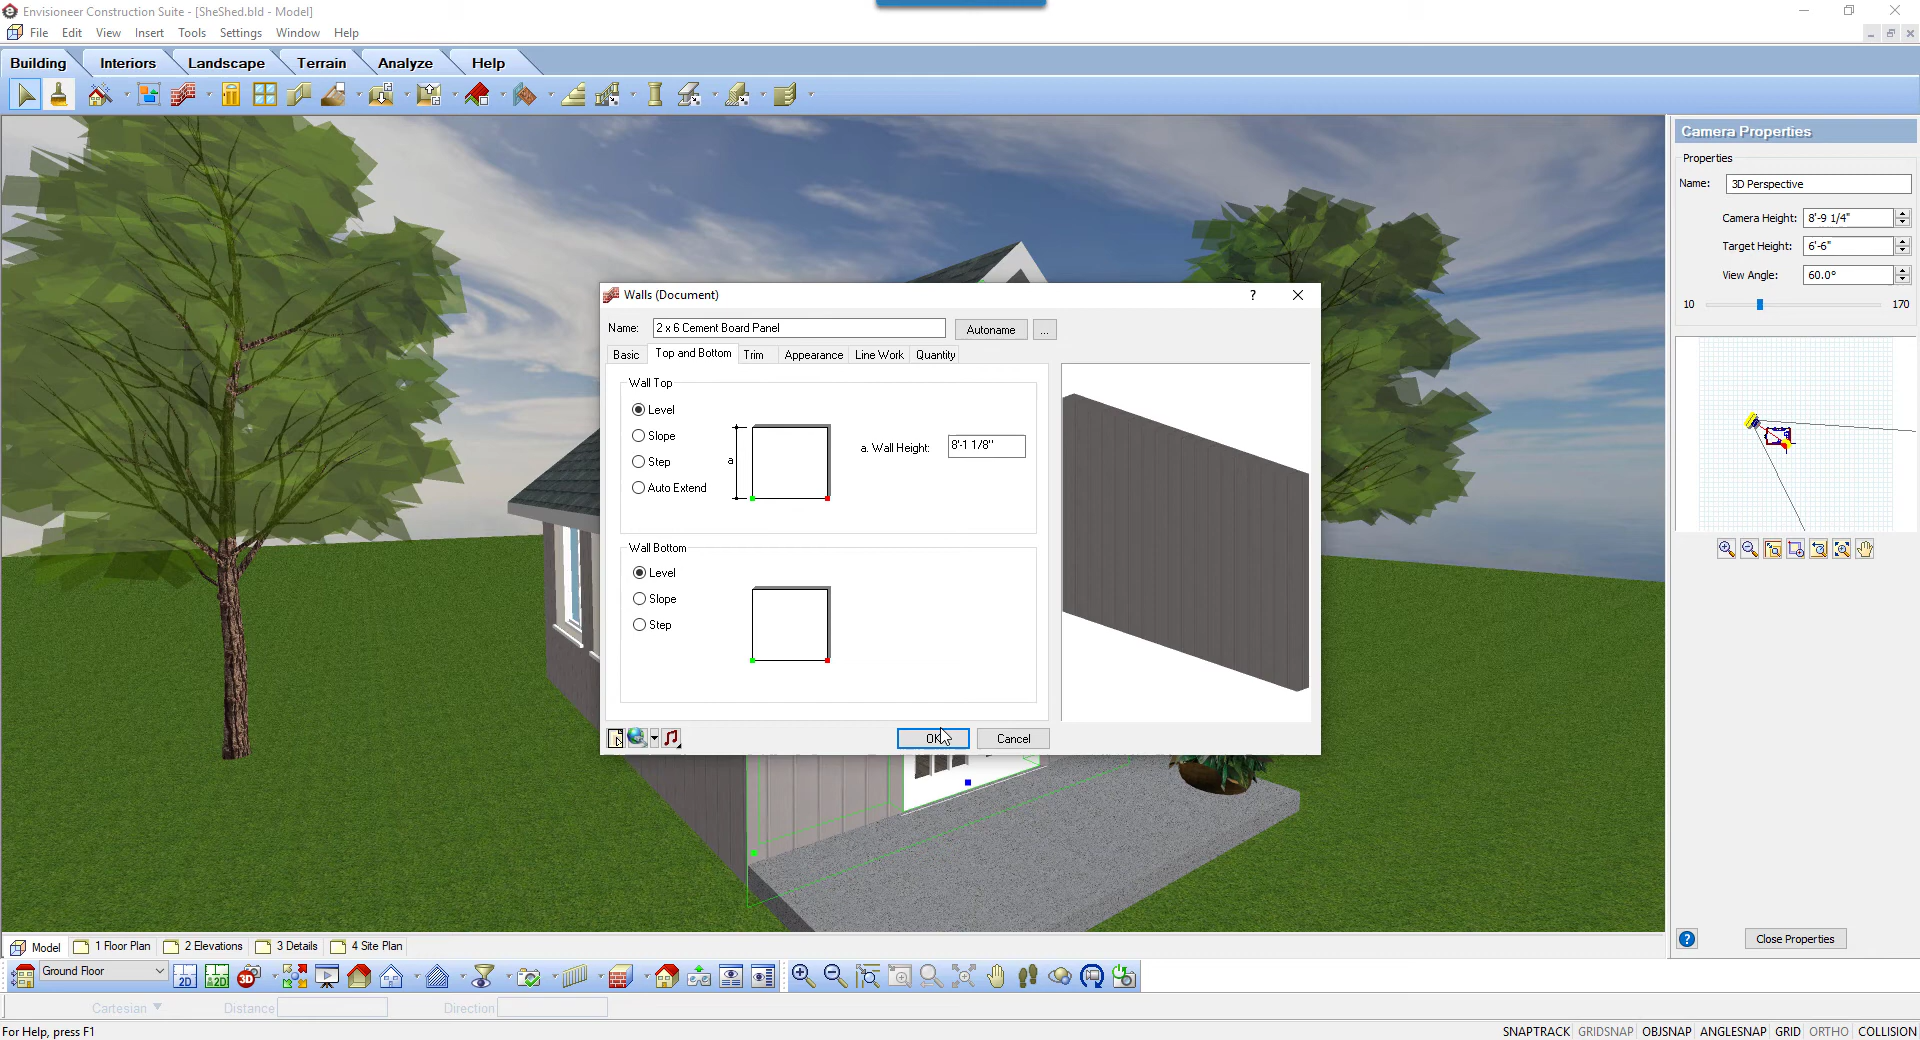 Envisioneer Construction Suite - [SheShed.bld - Model]
File Edit View Insert Tools Settings Window Help
Building Interiors Landscape Terrain Analyze Help
Camera Properties
Properties
Name: 3D Perspective
Camera Height: 8'-9 1/4"
Target Height: 6'-6"
View Angle: 60.0°
10 170
Walls (Document)
Name: 2 x 6 Cement Board Panel Autoname ...
Basic Top and Bottom Trim Appearance Line Work Quantity
Wall Top
Level
Slope
Step
Auto Extend
a
a. Wall Height: 8'-1 1/8"
Wall Bottom
Level
Slope
Step
OK Cancel
Close Properties
Model 1 Floor Plan 2 Elevations 3 Details 4 Site Plan
Ground Floor 2D 2D 3D
Cartesian Distance Direction
For Help, press F1
SNAPTRACK GRIDSNAP OBJSNAP ANGLESNAP GRID ORTHO COLLISION